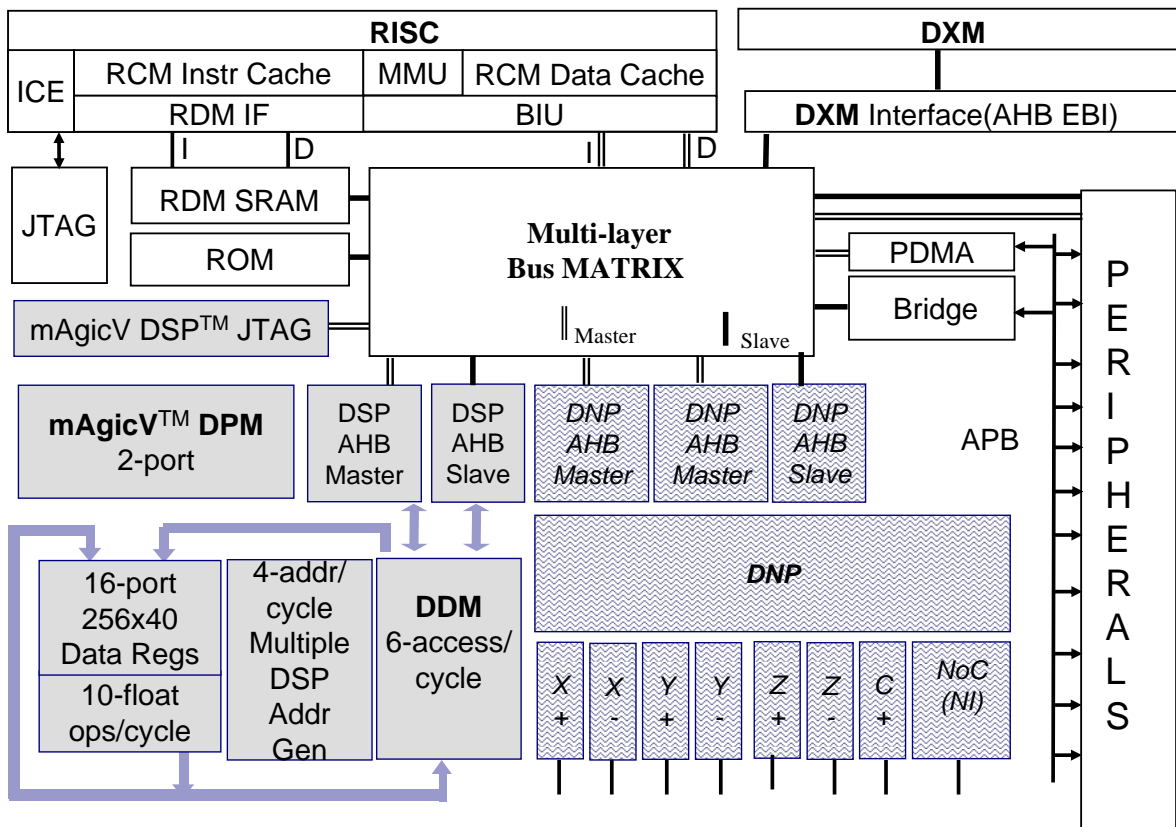 RISC
DXM
ICE
RCM Instr Cache
MMU
RCM Data Cache
RDM IF
BIU
DXM Interface(AHB EBI)
I
D
I
D
JTAG
RDM SRAM
ROM
Multi-layer
Bus MATRIX
Master
Slave
PDMA
Bridge
mAgicV DSP™ JTAG
mAgicV™ DPM
2-port
DSP
AHB
Master
DSP
AHB
Slave
DNP
AHB
Master
DNP
AHB
Master
DNP
AHB
Slave
APB
PERIPHERALS
16-port
256x40
Data Regs
10-float
ops/cycle
4-addr/
cycle
Multiple
DSP
Addr
Gen
DDM
6-access/
cycle
DNP
X
+
X
-
Y
+
Y
-
Z
+
Z
-
C
+
NoC
(NI)